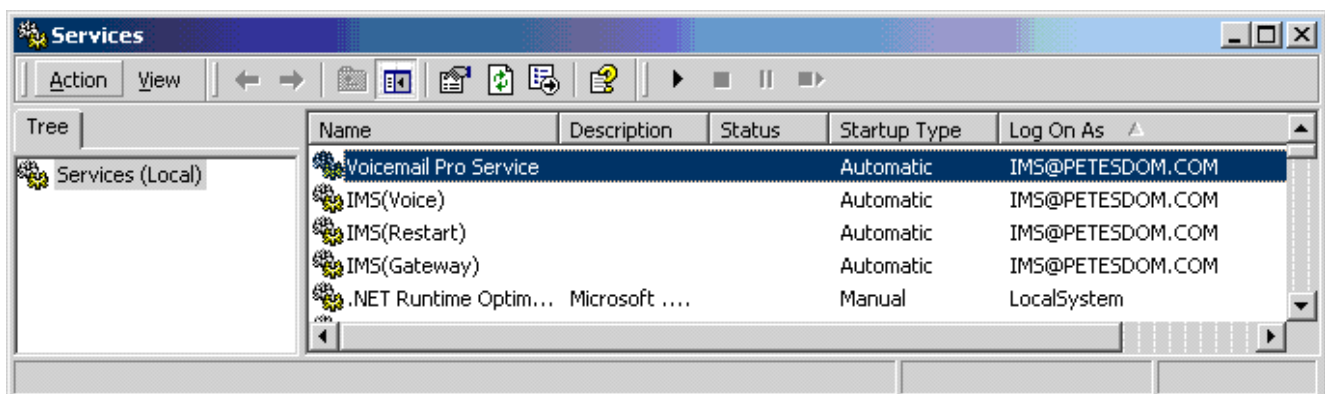 Services
Action View
Tree
Services (Local)
Name Description Status Startup Type Log On As
Voicemail Pro Service Automatic IMS@PETESDOM.COM
IMS(Voice) Automatic IMS@PETESDOM.COM
IMS(Restart) Automatic IMS@PETESDOM.COM
IMS(Gateway) Automatic IMS@PETESDOM.COM
.NET Runtime Optim... Microsoft .... Manual LocalSystem